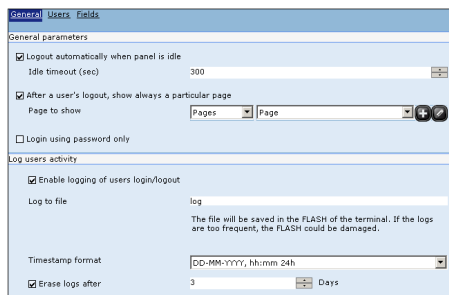 General Users Fields
General parameters
Logout automatically when panel is idle
Idle timeout (sec) 300
After a user's logout, show always a particular page
Page to show Pages Page
Login using password only
Log users activity
Enable logging of users login/logout
Log to file log
The file will be saved in the FLASH of the terminal. If the logs
are too frequent, the FLASH could be damaged.
Timestamp format DD-MM-YYYY, hh:mm 24h
Erase logs after 3 Days